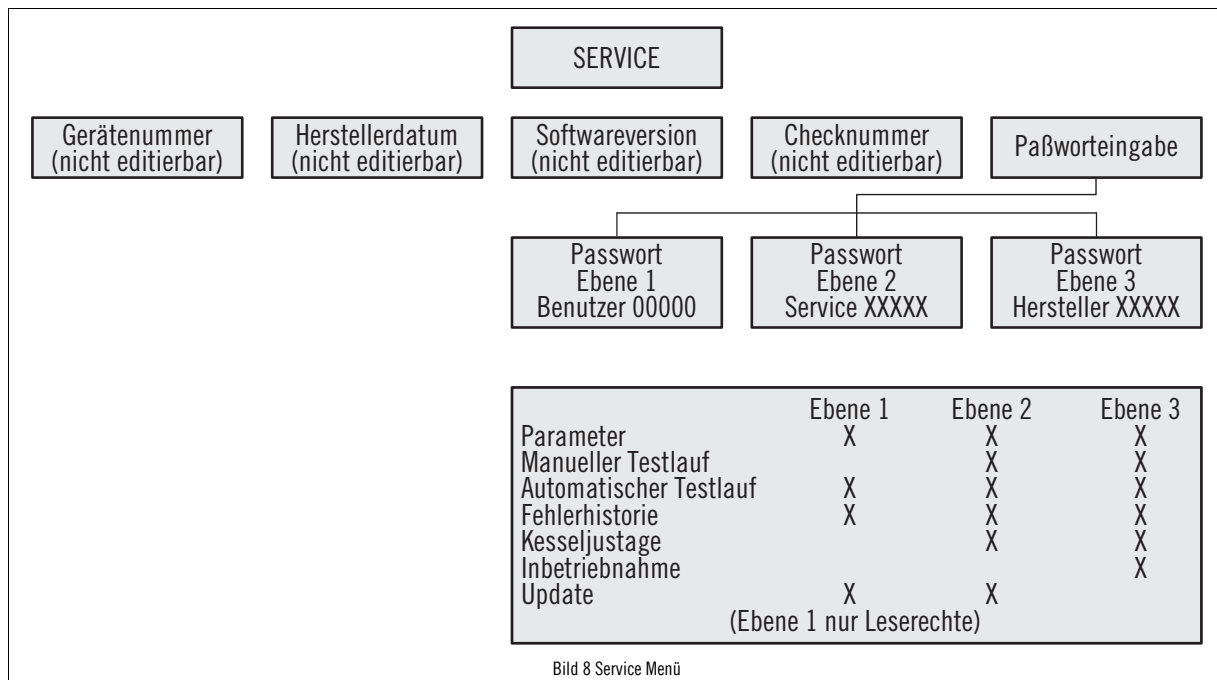 SERVICE
Gerätenummer
(nicht editierbar)
Herstellerdatum
(nicht editierbar)
Softwareversion
(nicht editierbar)
Checknummer
(nicht editierbar)
Paßworteingabe
Passwort
Ebene 1
Benutzer 00000
Passwort
Ebene 2
Service XXXXX
Passwort
Ebene 3
Hersteller XXXXX
Ebene 1 Ebene 2 Ebene 3
Parameter X X X
Manueller Testlauf X X
Automatischer Testlauf X X X
Fehlerhistorie X X X
Kesseljustage X X
Inbetriebnahme X
Update X X
(Ebene 1 nur Leserechte)
Bild 8 Service Menü